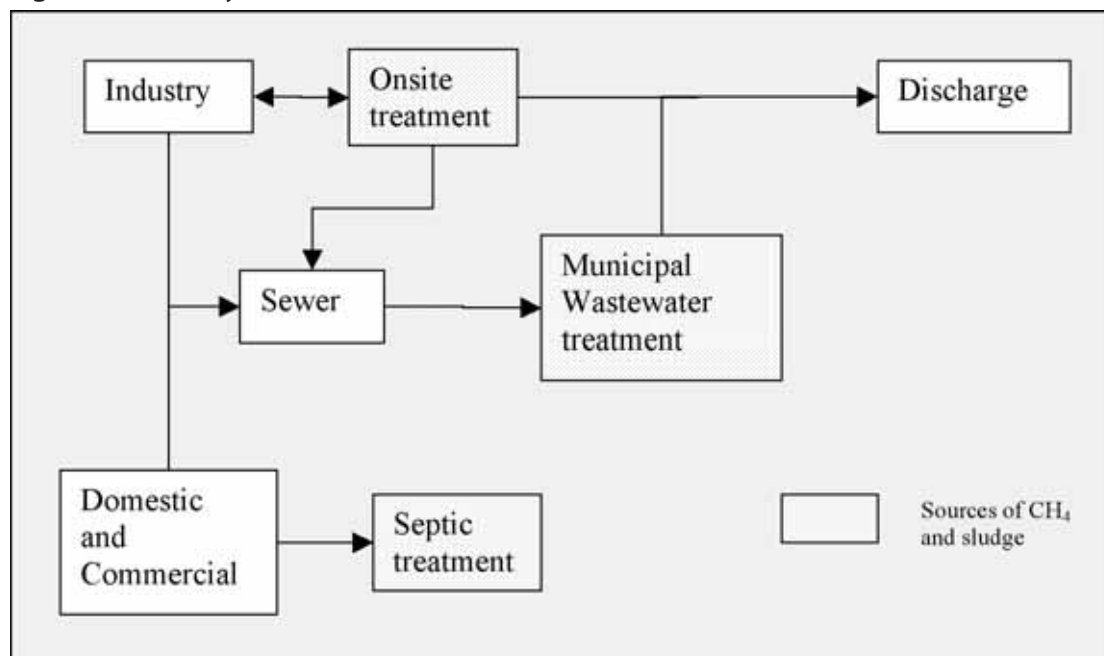 Industry
Onsite
treatment
Discharge
Sewer
Municipal
Wastewater
treatment
Domestic
and
Commercial
Septic
treatment
Sources of CH₄
and sludge